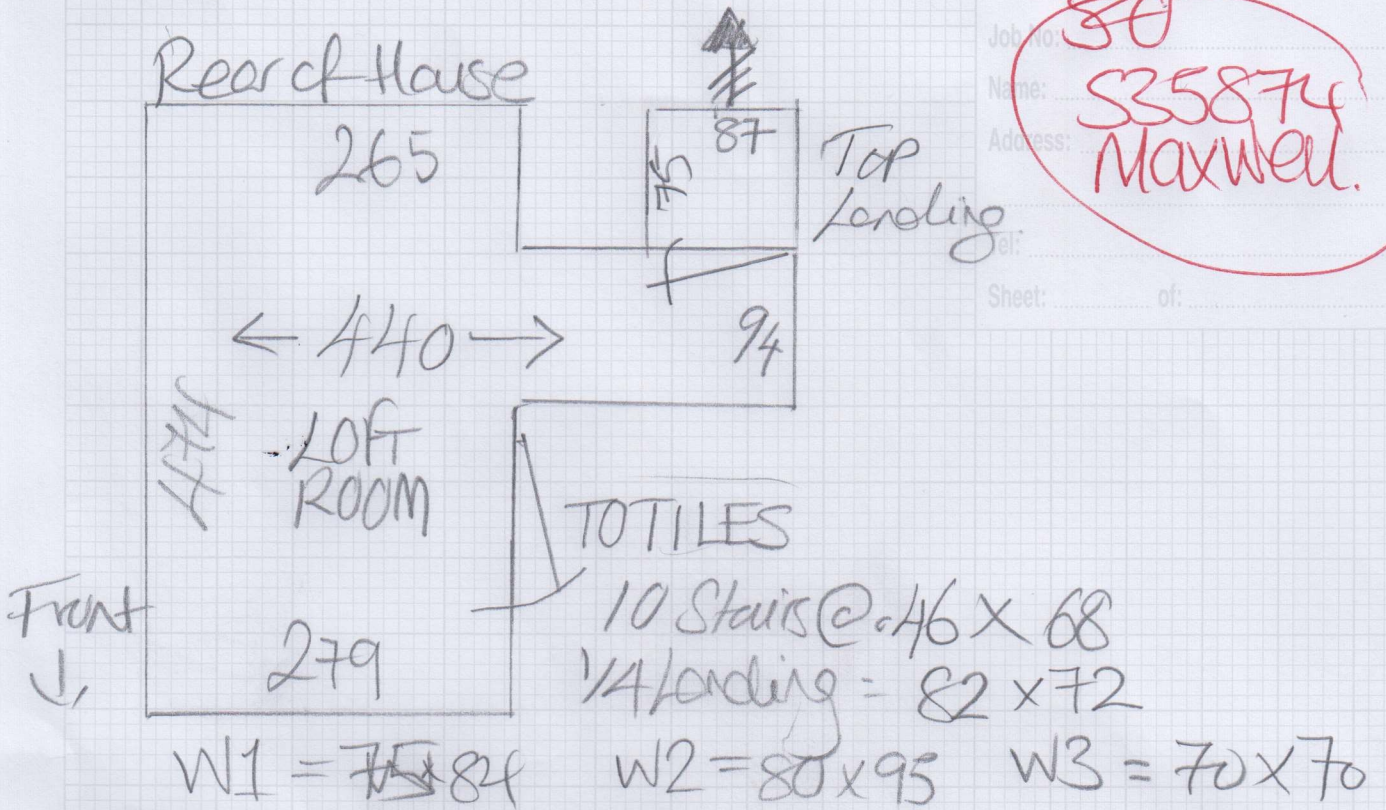 Rear of House
265
87
75
Top
Landing
Job No:
Name:
Address:
Tel:
Sheet: of:
S35874
Maxwell.
← 440 →
94
474
LOFT
ROOM
TO TILES
Front
279
10 Stairs @ .46 X 68
1/4 Landing = 82 x 72
W1 = 75x84
W2 = 80 x 95
W3 = 70 X 70